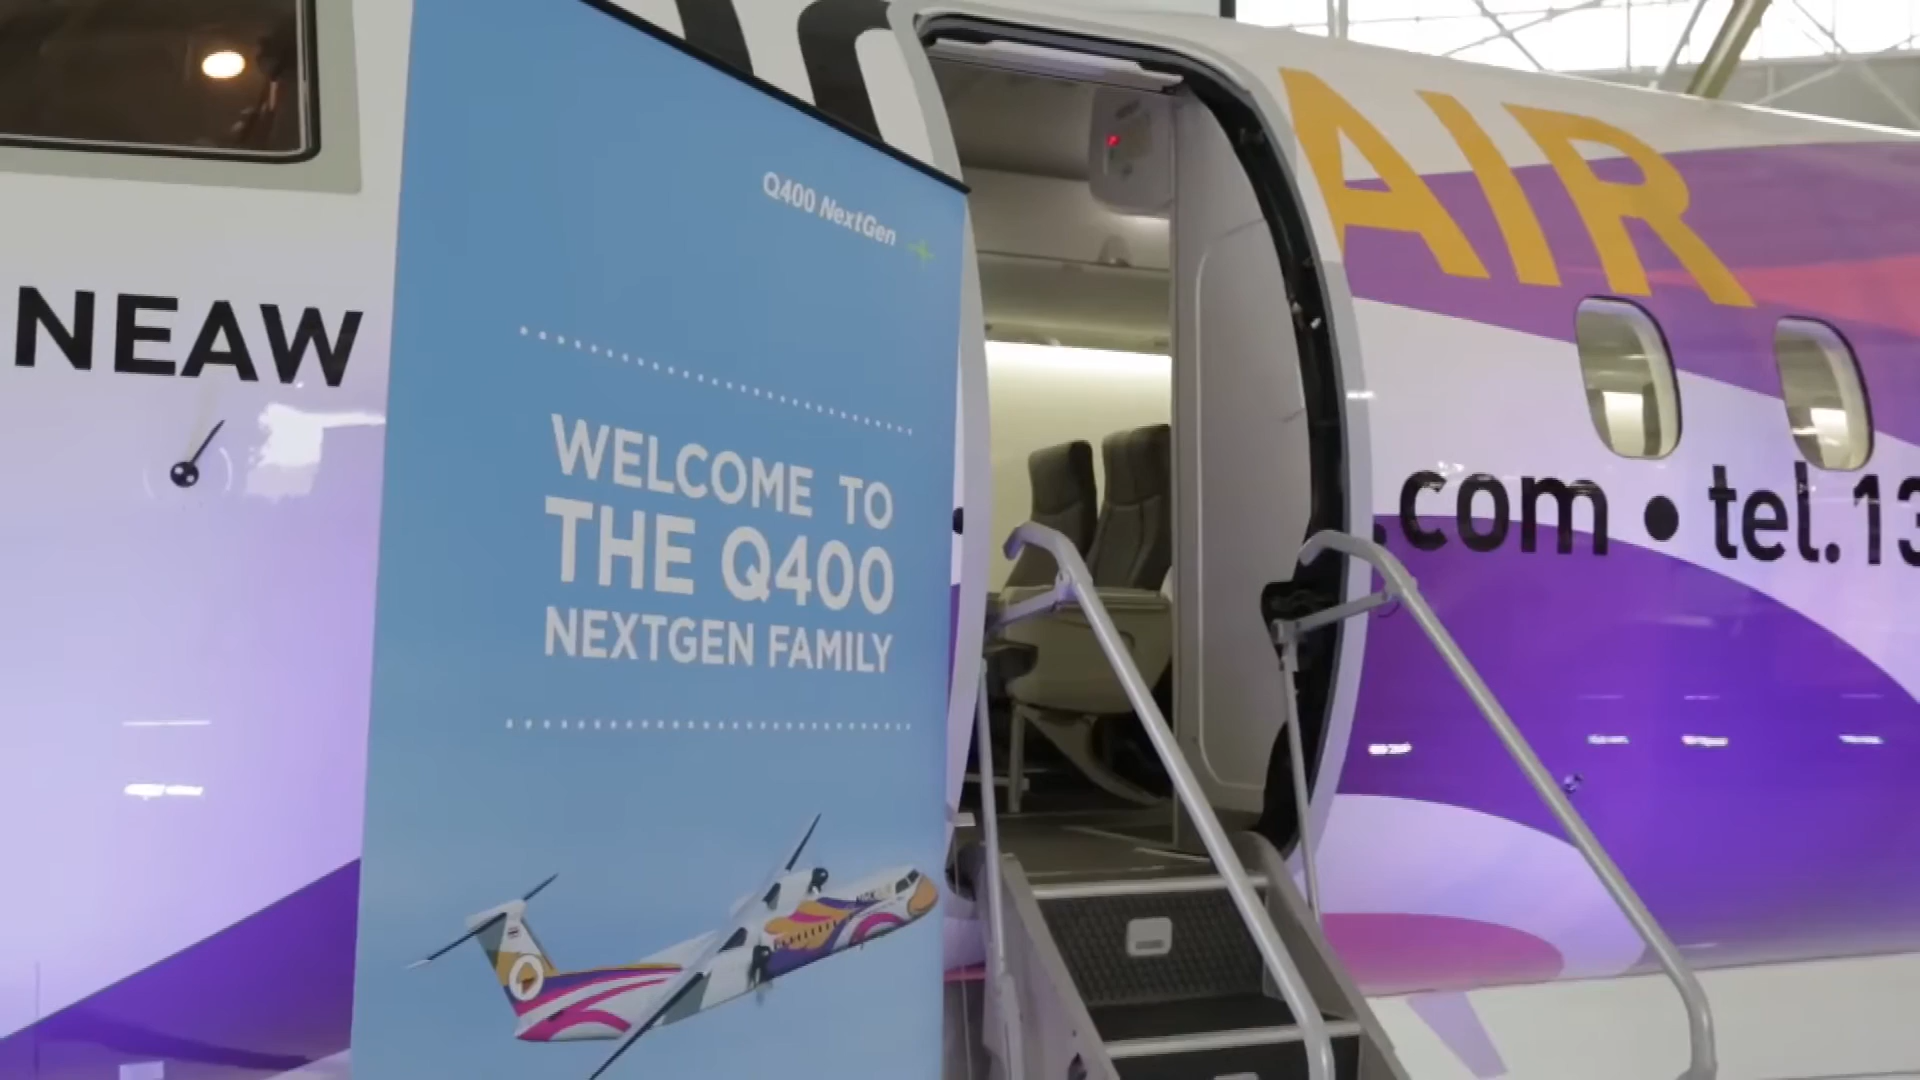 NEAW
Q400 NextGen
WELCOME TO
THE Q400
NEXTGEN FAMILY
AIR
.com • tel.13